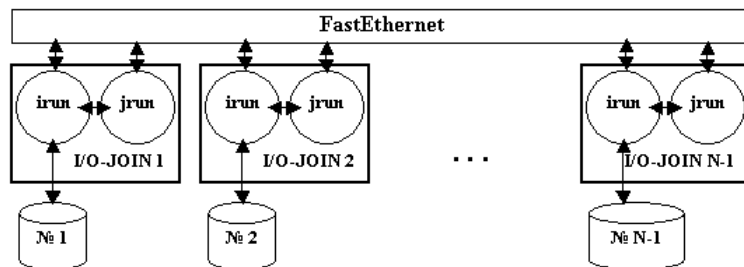 FastEthernet
irun jrun irun jrun irun jrun
I/O-JOIN 1 I/O-JOIN 2 ... I/O-JOIN N-1
№ 1 № 2 № N-1